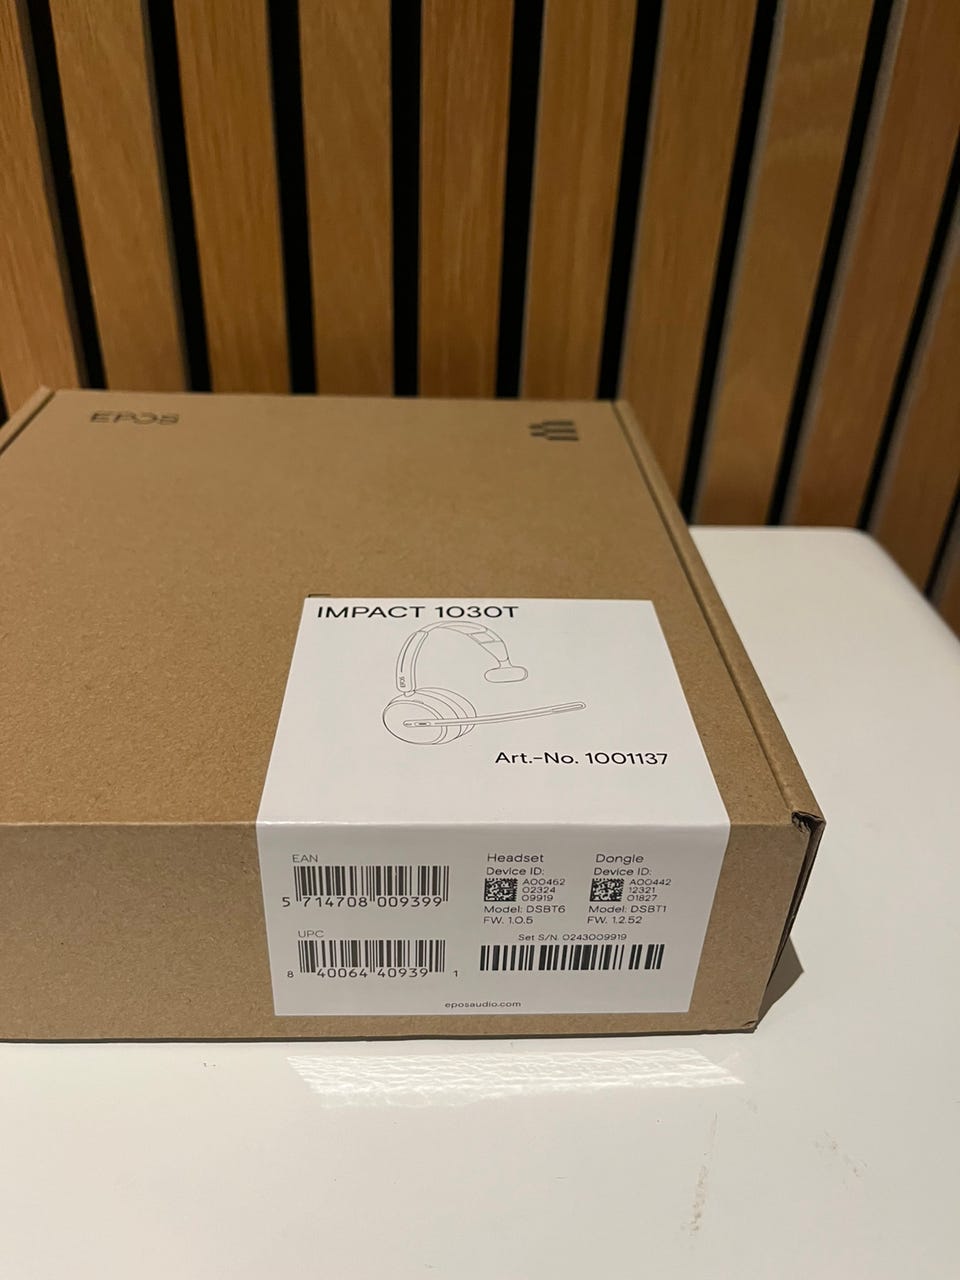 EPOS
IMPACT 1030T
EPOS
Art.-No. 1001137
EAN
5 714708 009399
UPC
8 40064 40939 1
Headset
Device ID:
A00462
02324
09919
Model: DSBT6
FW. 1.0.5
Dongle
Device ID:
A00442
12321
01827
Model: DSBT1
FW. 1.2.52
Set S/N. 0243009919
eposaudio.com